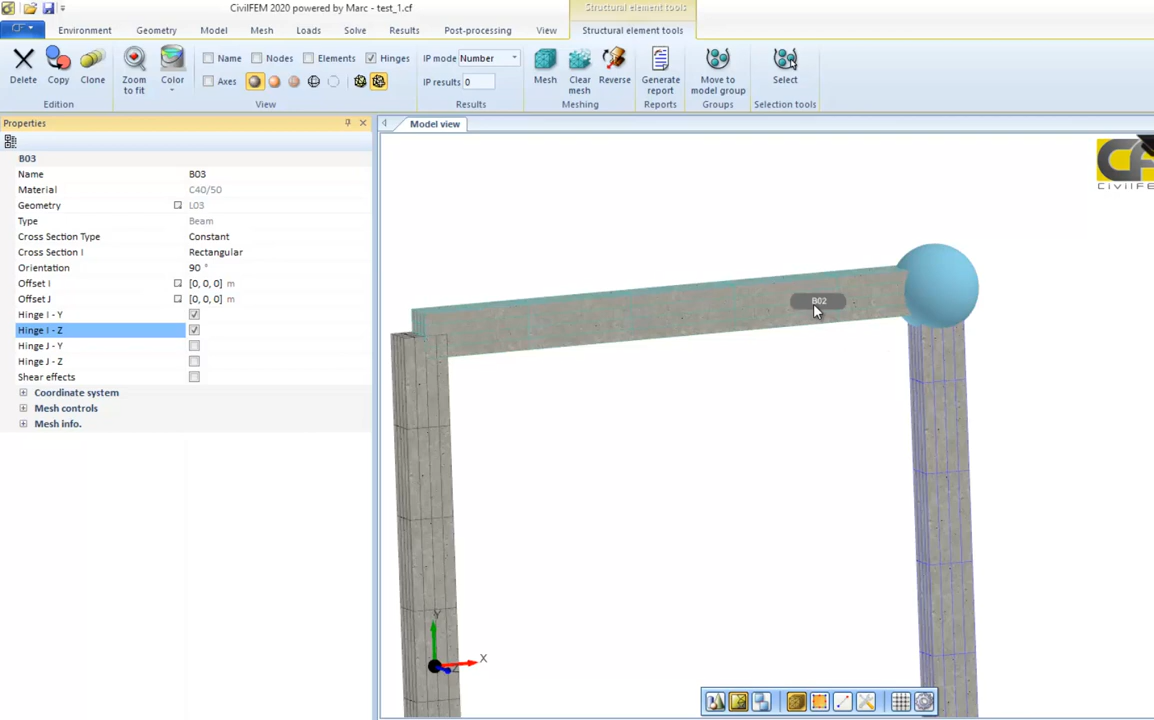 CivilFEM 2020 powered by Marc - test_1.cf
Structural element tools
CF
Environment Geometry Model Mesh Loads Solve Results Post-processing View Structural element tools
Name Nodes Elements Hinges IP mode Number
Axes IP results 0
Delete Copy Clone Zoom to fit Color Mesh Clear mesh Reverse Generate report Move to model group Select
Edition View Results Meshing Reports Groups Selection tools
Properties
Model view
B03
Name B03
Material C40/50
Geometry L03
Type Beam
Cross Section Type Constant
Cross Section I Rectangular
Orientation 90 °
Offset I [0, 0, 0] m
Offset J [0, 0, 0] m
Hinge I - Y
Hinge I - Z
Hinge J - Y
Hinge J - Z
Shear effects
Coordinate system
Mesh controls
Mesh info.
CIVILFE
B02
Y
X
Z